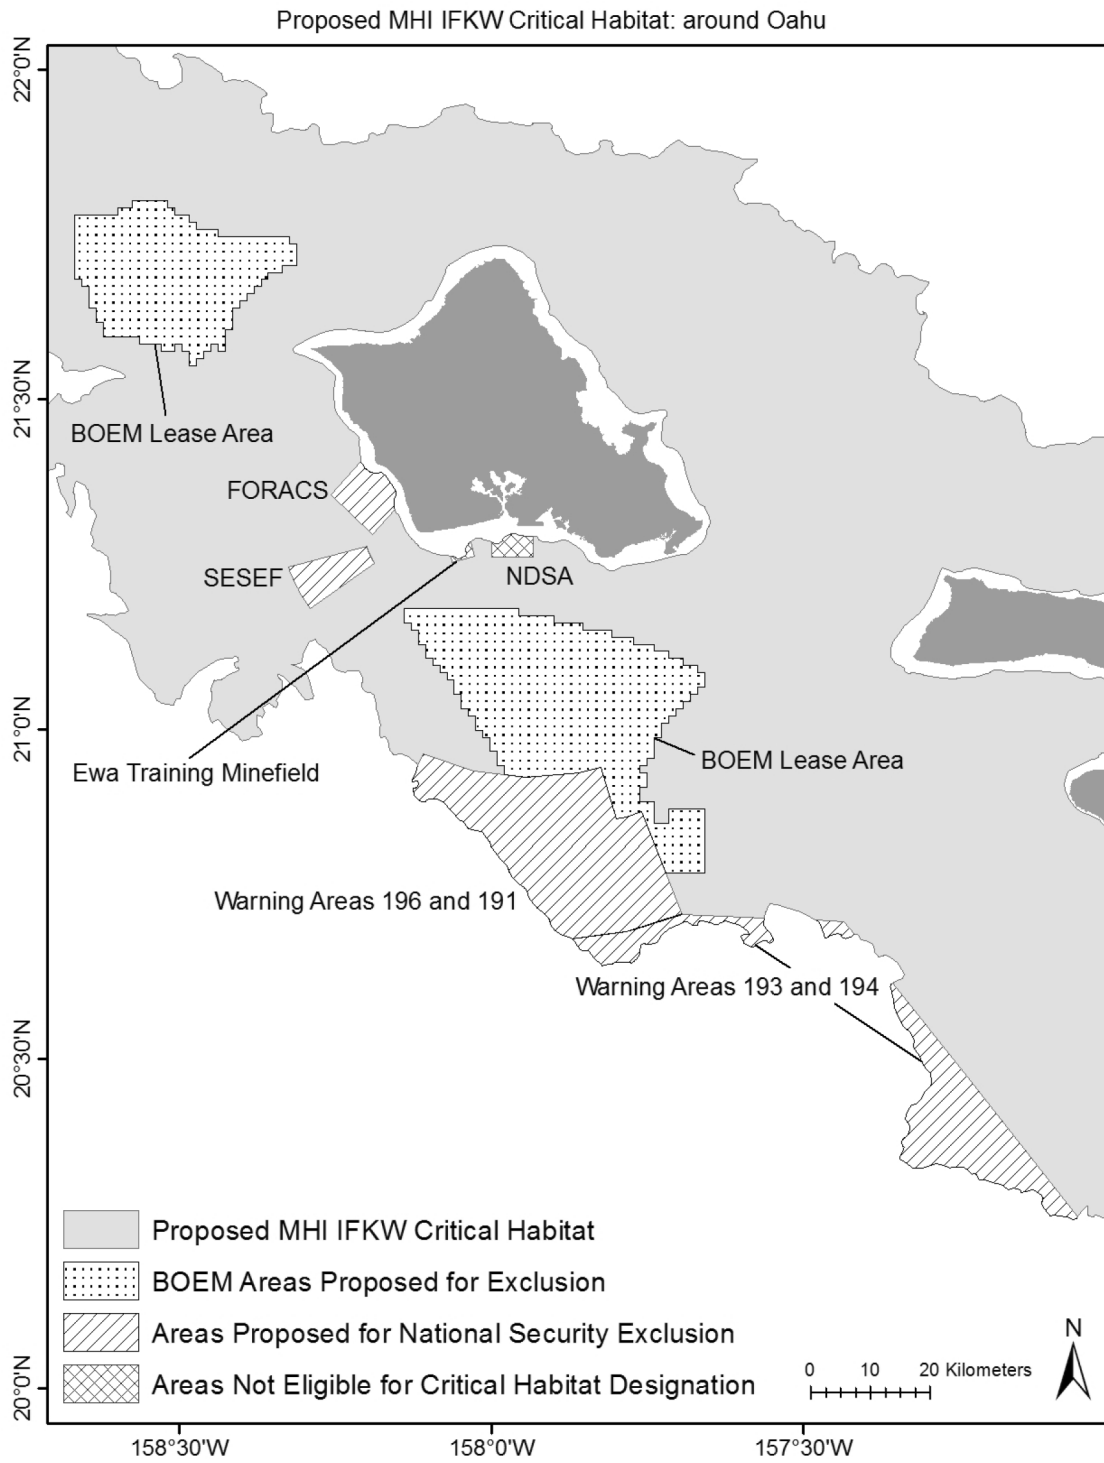 Proposed MHI IFKW Critical Habitat: around Oahu
22°0'N
21°30'N
21°0'N
20°30'N
20°0'N
BOEM Lease Area
FORACS
SESEF
NDSA
Ewa Training Minefield
BOEM Lease Area
Warning Areas 196 and 191
Warning Areas 193 and 194
Proposed MHI IFKW Critical Habitat
BOEM Areas Proposed for Exclusion
Areas Proposed for National Security Exclusion
Areas Not Eligible for Critical Habitat Designation
N
0 10 20 Kilometers
158°30'W 158°0'W 157°30'W